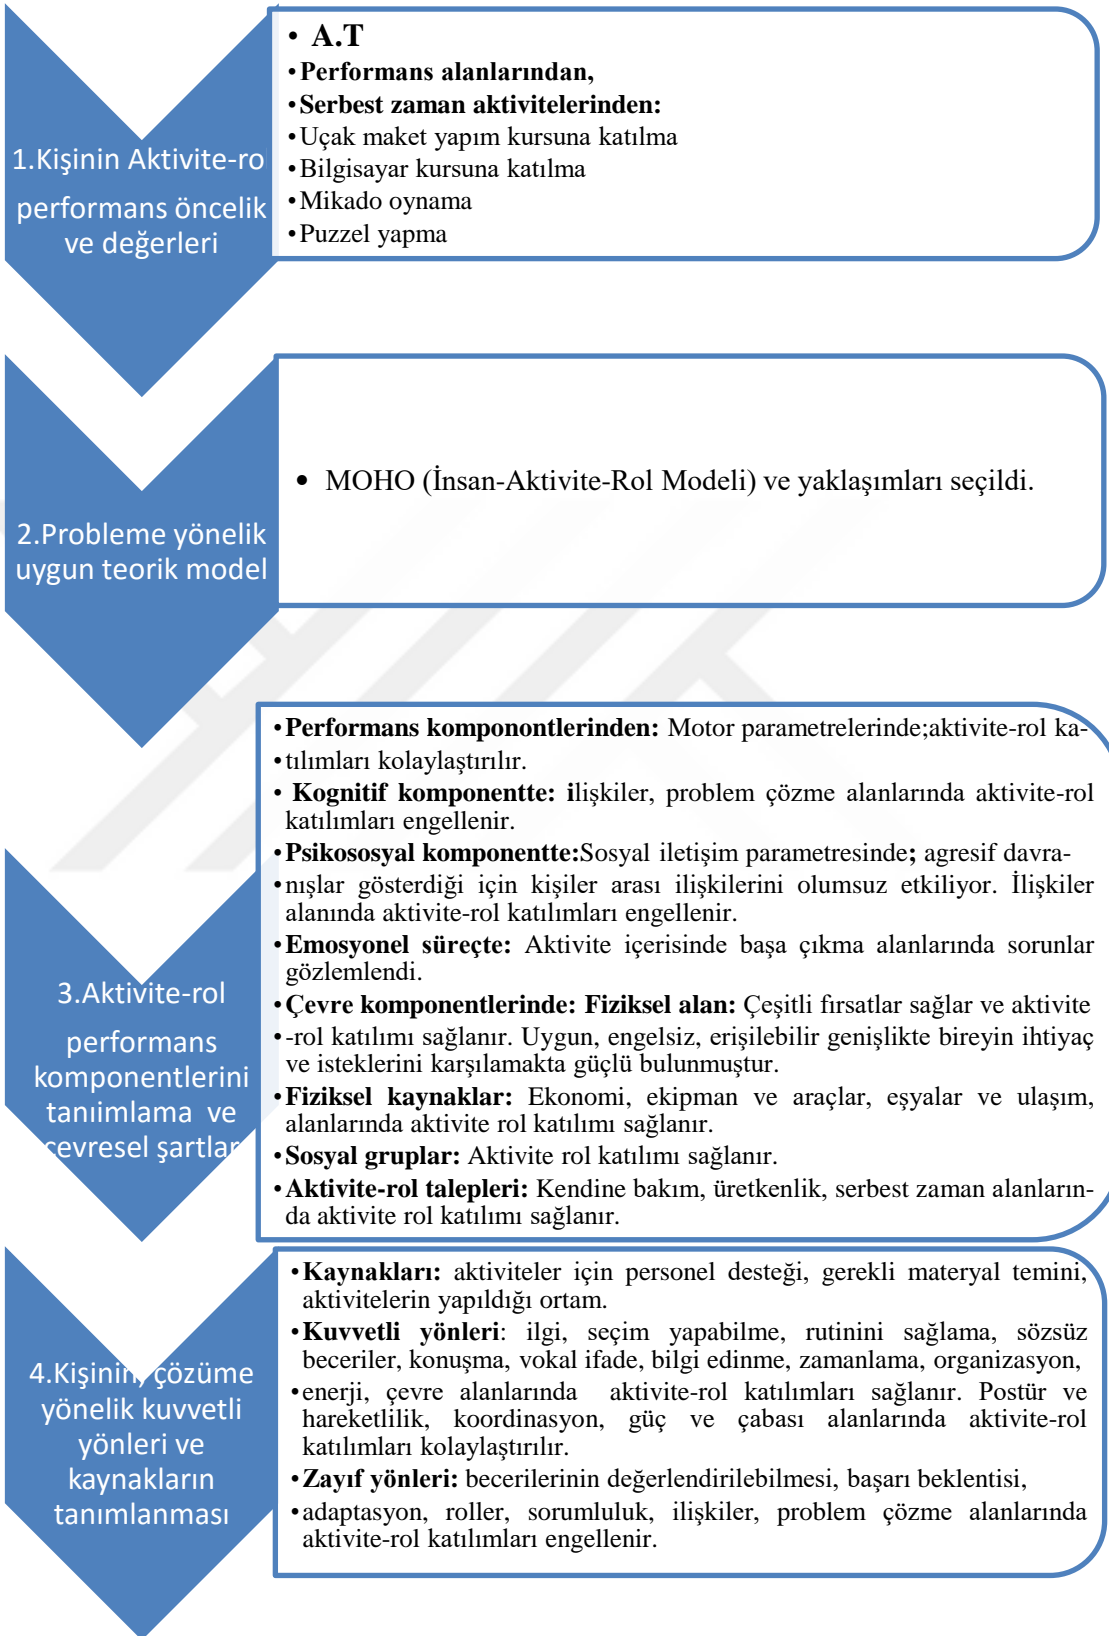 1.Kişinin Aktivite-rol
performans öncelik
ve değerleri
• A.T
•Performans alanlarından,
•Serbest zaman aktivitelerinden:
•Uçak maket yapım kursuna katılma
•Bilgisayar kursuna katılma
•Mikado oynama
•Puzzel yapma
2.Probleme yönelik
uygun teorik model
• MOHO (İnsan-Aktivite-Rol Modeli) ve yaklaşımları seçildi.
3.Aktivite-rol
performans
komponentlerini
tanıimlama ve
çevresel şartlar
•Performans komponontlerinden: Motor parametrelerinde;aktivite-rol ka-
•tılımları kolaylaştırılır.
• Kognitif komponentte: ilişkiler, problem çözme alanlarında aktivite-rol
katılımları engellenir.
•Psikososyal komponentte:Sosyal iletişim parametresinde; agresif davra-
•nışlar gösterdiği için kişiler arası ilişkilerini olumsuz etkiliyor. İlişkiler
alanında aktivite-rol katılımları engellenir.
•Emosyonel süreçte: Aktivite içerisinde başa çıkma alanlarında sorunlar
gözlemlendi.
•Çevre komponentlerinde: Fiziksel alan: Çeşitli fırsatlar sağlar ve aktivite
•-rol katılımı sağlanır. Uygun, engelsiz, erişilebilir genişlikte bireyin ihtiyaç
ve isteklerini karşılamakta güçlü bulunmuştur.
•Fiziksel kaynaklar: Ekonomi, ekipman ve araçlar, eşyalar ve ulaşım,
alanlarında aktivite rol katılımı sağlanır.
•Sosyal gruplar: Aktivite rol katılımı sağlanır.
•Aktivite-rol talepleri: Kendine bakım, üretkenlik, serbest zaman alanların-
da aktivite rol katılımı sağlanır.
4.Kişinin, çözüme
yönelik kuvvetli
yönleri ve
kaynakların
tanımlanması
•Kaynakları: aktiviteler için personel desteği, gerekli materyal temini,
aktivitelerin yapıldığı ortam.
•Kuvvetli yönleri: ilgi, seçim yapabilme, rutinini sağlama, sözsüz
beceriler, konuşma, vokal ifade, bilgi edinme, zamanlama, organizasyon,
•enerji, çevre alanlarında aktivite-rol katılımları sağlanır. Postür ve
hareketlilik, koordinasyon, güç ve çabası alanlarında aktivite-rol
katılımları kolaylaştırılır.
•Zayıf yönleri: becerilerinin değerlendirilebilmesi, başarı beklentisi,
•adaptasyon, roller, sorumluluk, ilişkiler, problem çözme alanlarında
aktivite-rol katılımları engellenir.